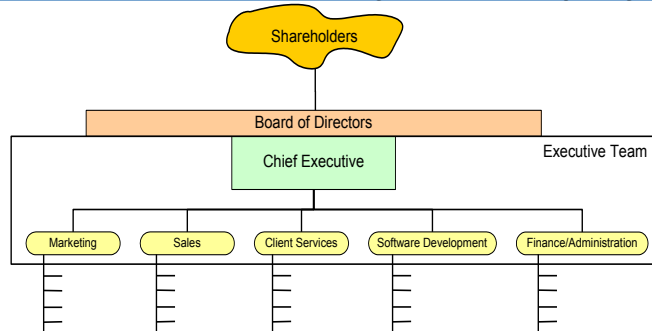 Shareholders
Board of Directors
Chief Executive
Executive Team
Marketing
Sales
Client Services
Software Development
Finance/Administration